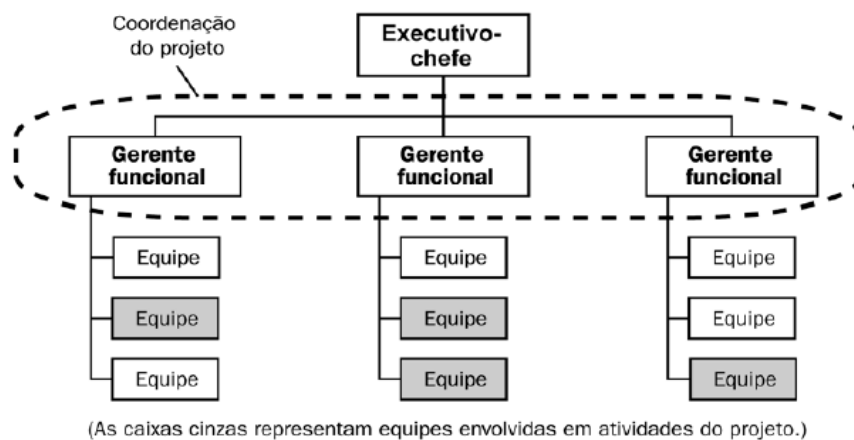 Coordenação
do projeto
Executivo-
chefe
Gerente
funcional
Gerente
funcional
Gerente
funcional
Equipe
Equipe
Equipe
Equipe
Equipe
Equipe
Equipe
Equipe
Equipe
(As caixas cinzas representam equipes envolvidas em atividades do projeto.)